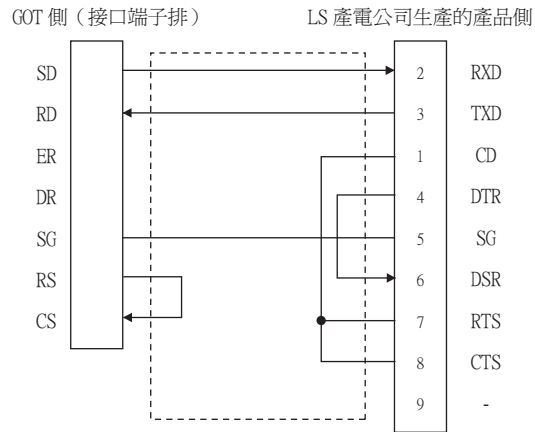 GOT 側（接口端子排）
LS 產電公司生產的產品側
SD 2 RXD
RD 3 TXD
ER 1 CD
DR 4 DTR
SG 5 SG
RS 6 DSR
CS 7 RTS
8 CTS
9 -